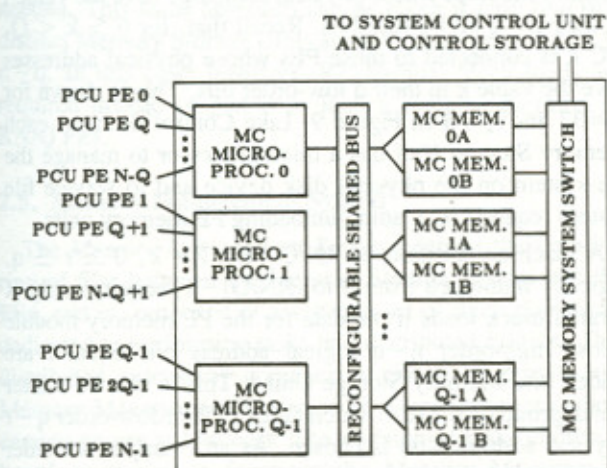 TO SYSTEM CONTROL UNIT
AND CONTROL STORAGE
PCU PE 0
PCU PE Q
PCU PE N-Q
PCU PE 1
PCU PE Q+1
PCU PE N-Q+1
PCU PE Q-1
PCU PE 2Q-1
PCU PE N-1
MC
MICRO-
PROC. 0
MC
MICRO-
PROC. 1
MC
MICRO-
PROC. Q-1
RECONFIGURABLE SHARED BUS
MC MEM.
0A
MC MEM.
0B
MC MEM.
1A
MC MEM.
1B
MC MEM.
Q-1 A
MC MEM.
Q-1 B
MC MEMORY SYSTEM SWITCH